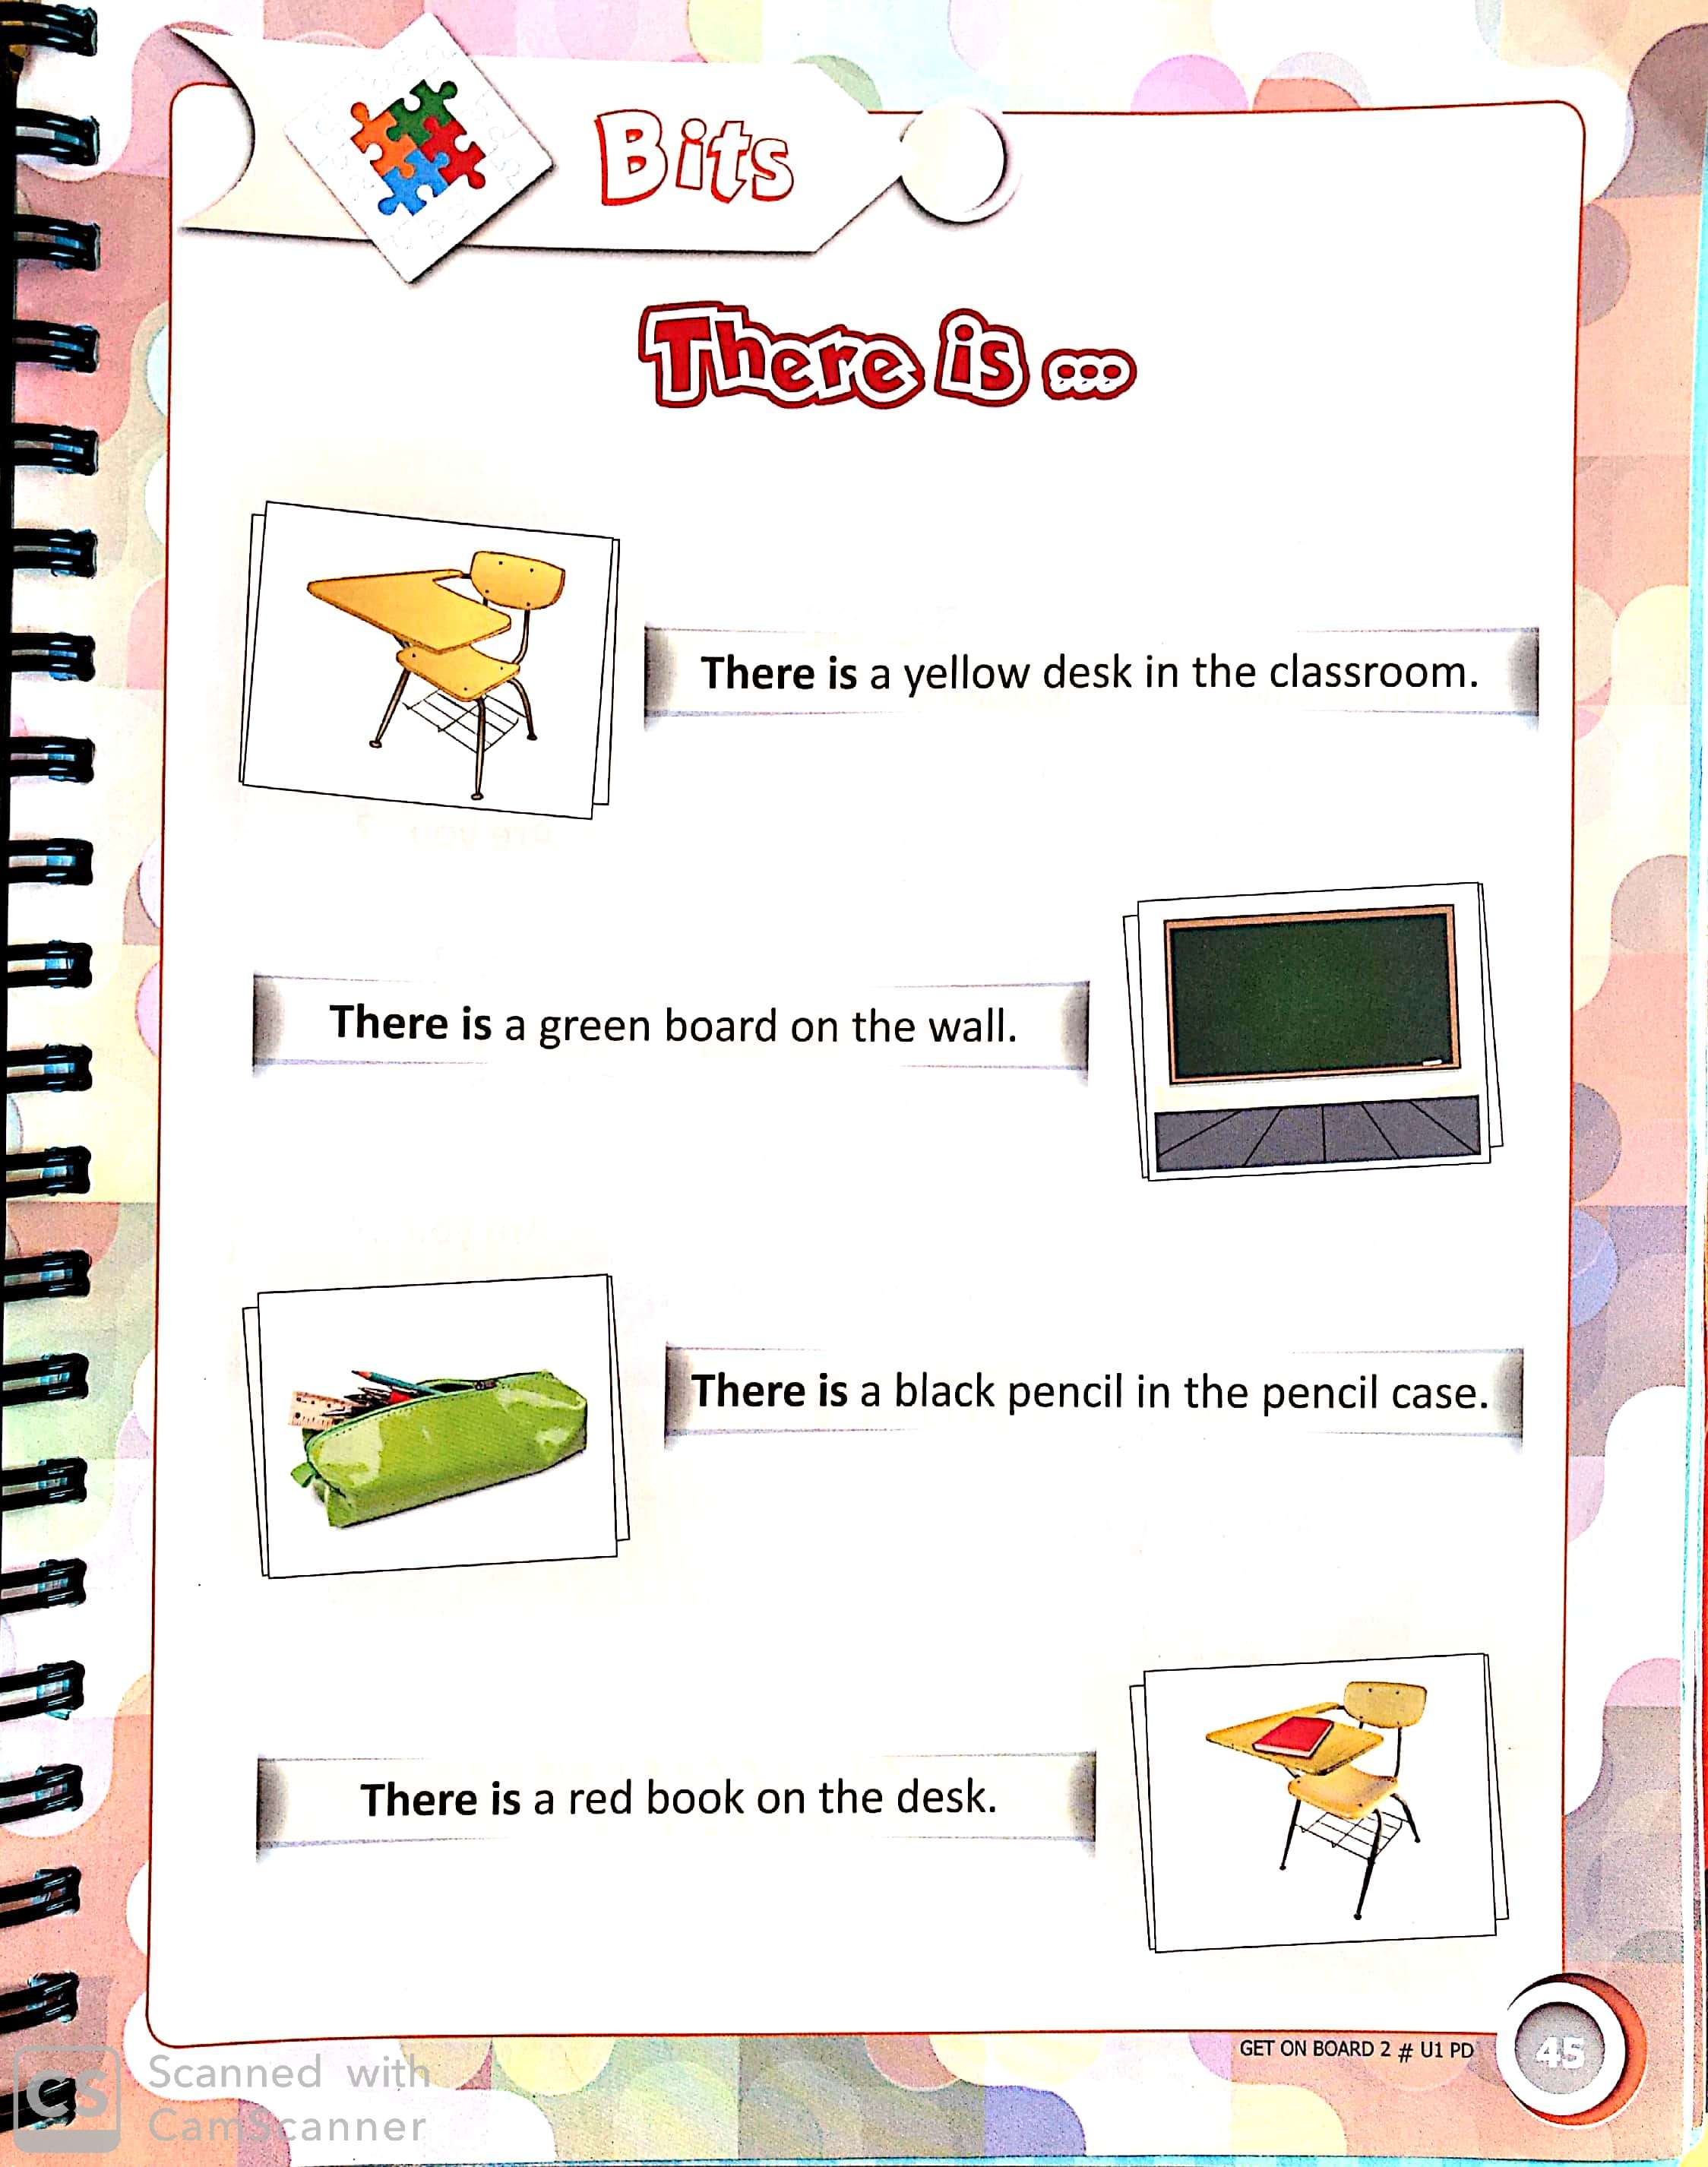 Bits
There is ...
There is a yellow desk in the classroom.
There is a green board on the wall.
There is a black pencil in the pencil case.
There is a red book on the desk.
GET ON BOARD 2 # U1 PD
45
CS
Scanned with
CamScanner